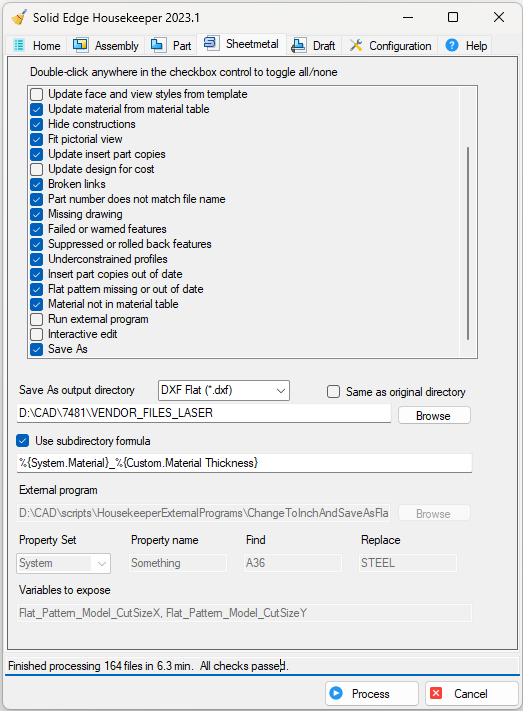 Solid Edge Housekeeper 2023.1
Home Assembly Part Sheetmetal Draft Configuration Help
Double-click anywhere in the checkbox control to toggle all/none
Update face and view styles from template
Update material from material table
Hide constructions
Fit pictorial view
Update insert part copies
Update design for cost
Broken links
Part number does not match file name
Missing drawing
Failed or warned features
Suppressed or rolled back features
Underconstrained profiles
Insert part copies out of date
Flat pattern missing or out of date
Material not in material table
Run external program
Interactive edit
Save As
Save As output directory DXF Flat (*.dxf) Same as original directory
D:\CAD\7481\VENDOR_FILES_LASER Browse
Use subdirectory formula
%{System.Material}_%{Custom.Material Thickness}
External program
D:\CAD\scripts\HousekeeperExternalPrograms\ChangeToInchAndSaveAsFla Browse
Property Set Property name Find Replace
System Something A36 STEEL
Variables to expose
Flat_Pattern_Model_CutSizeX, Flat_Pattern_Model_CutSizeY
Finished processing 164 files in 6.3 min. All checks passed.
Process Cancel